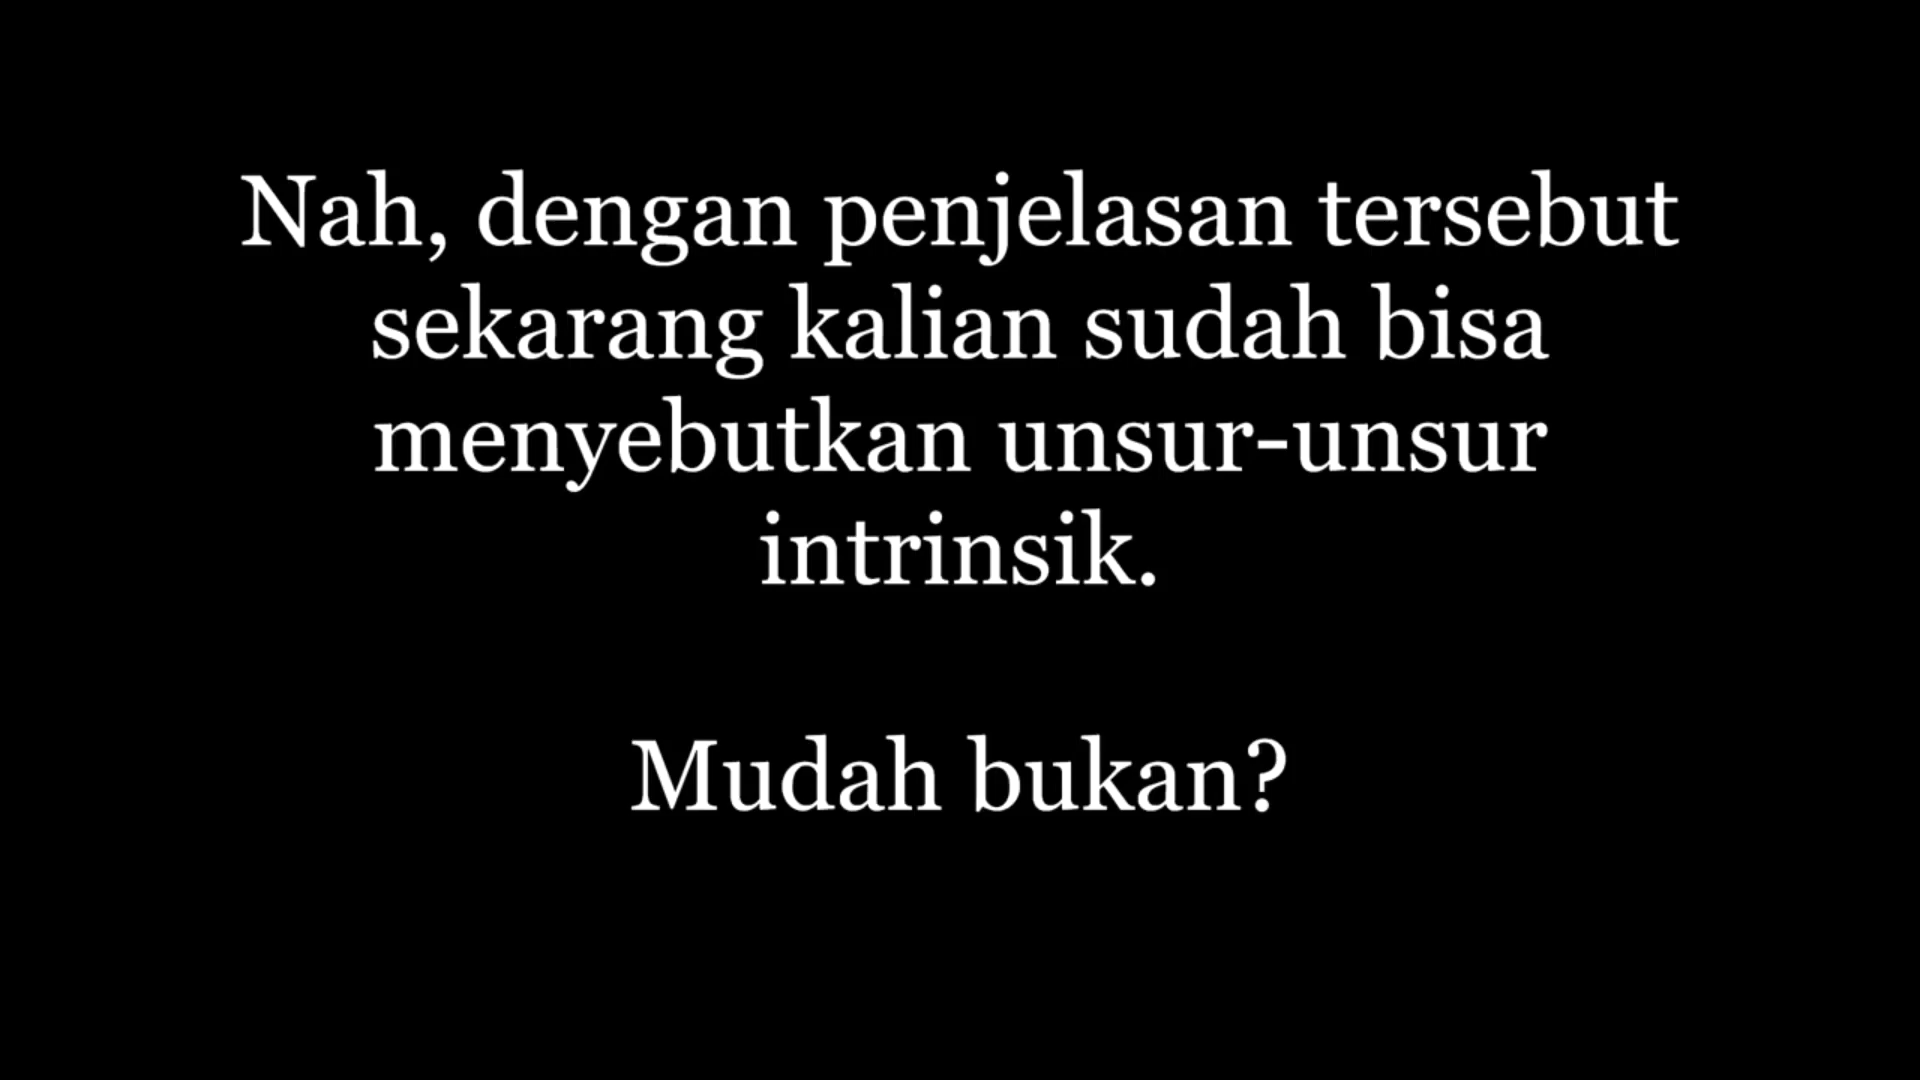 Nah, dengan penjelasan tersebut
sekarang kalian sudah bisa
menyebutkan unsur-unsur
intrinsik.
Mudah bukan?